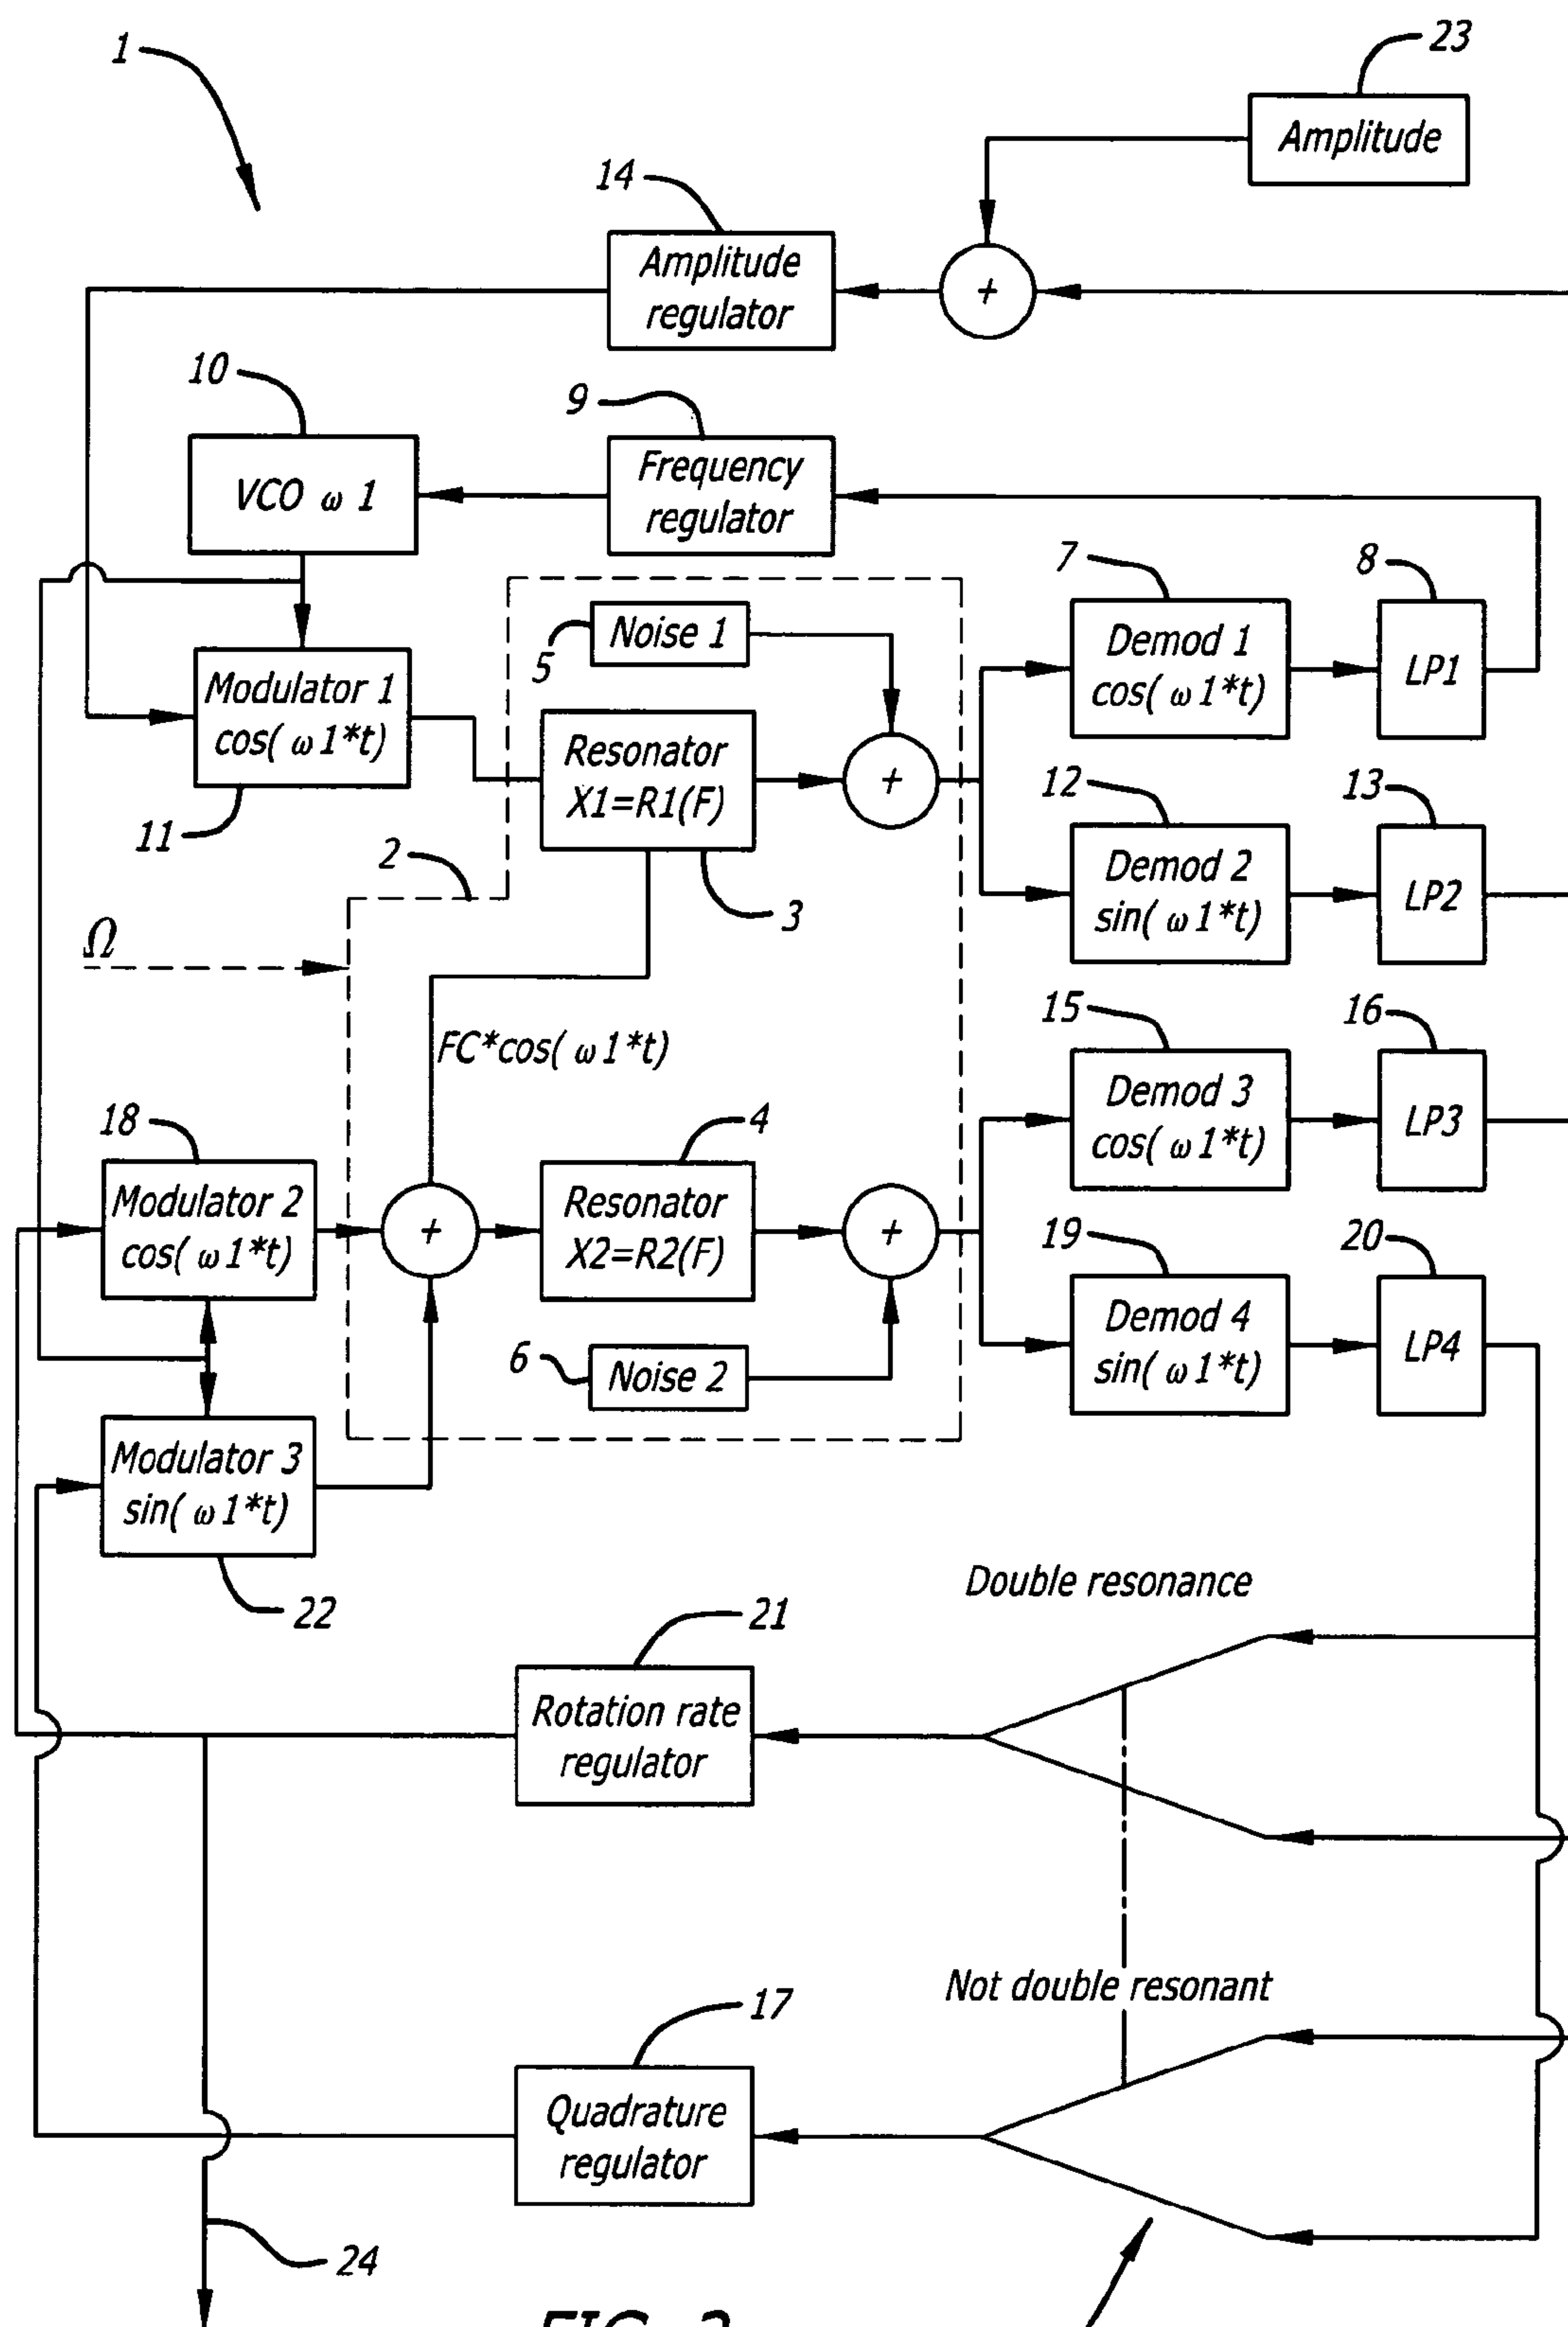 1
23
Amplitude
14
Amplitude
regulator
+
10
9
VCO ω 1
Frequency
regulator
7
8
5
Noise 1
Demod 1
cos( ω 1*t)
LP1
Modulator 1
cos( ω 1*t)
Resonator
X1=R1(F)
+
11
2
3
12
13
Demod 2
sin( ω 1*t)
LP2
Ω
15
16
FC*cos( ω 1*t)
Demod 3
cos( ω 1*t)
LP3
18
4
Modulator 2
cos( ω 1*t)
+
Resonator
X2=R2(F)
+
19
20
6
Noise 2
Demod 4
sin( ω 1*t)
LP4
Modulator 3
sin( ω 1*t)
22
Double resonance
21
Rotation rate
regulator
Not double resonant
17
Quadrature
regulator
24